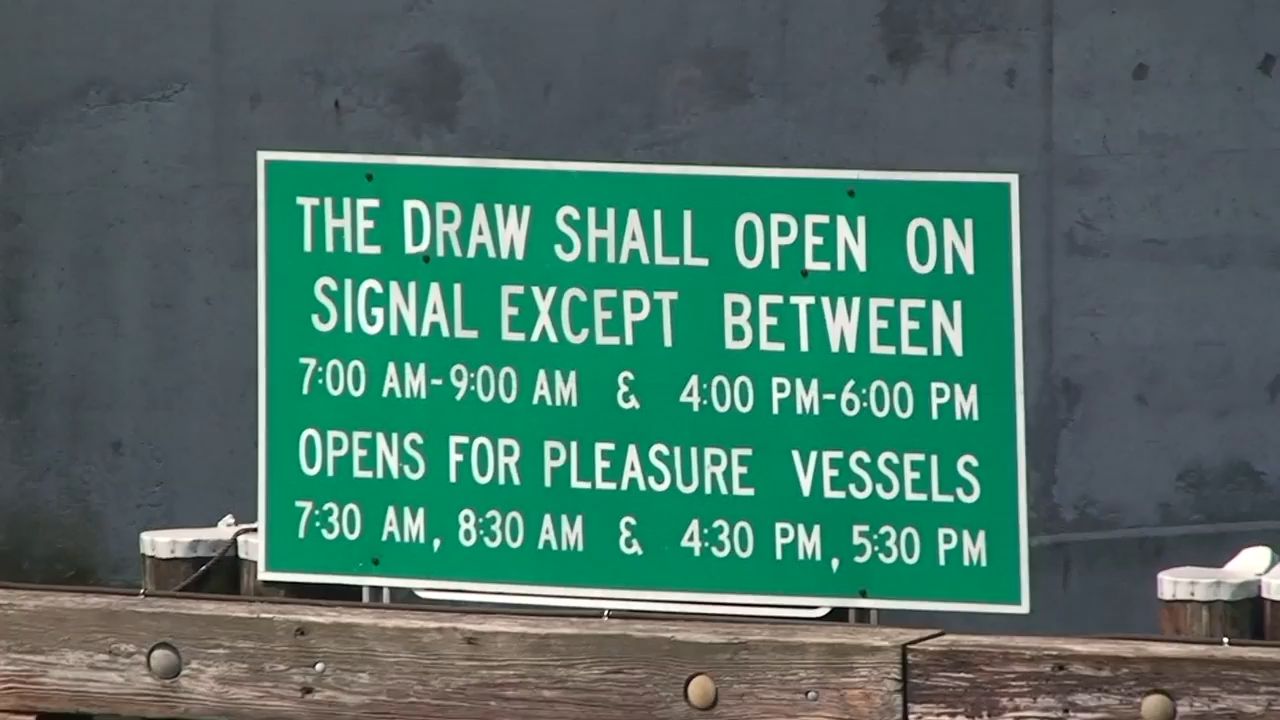 THE DRAW SHALL OPEN ON
SIGNAL EXCEPT BETWEEN
7:00 AM-9:00 AM & 4:00 PM-6:00 PM
OPENS FOR PLEASURE VESSELS
7:30 AM, 8:30 AM & 4:30 PM, 5:30 PM